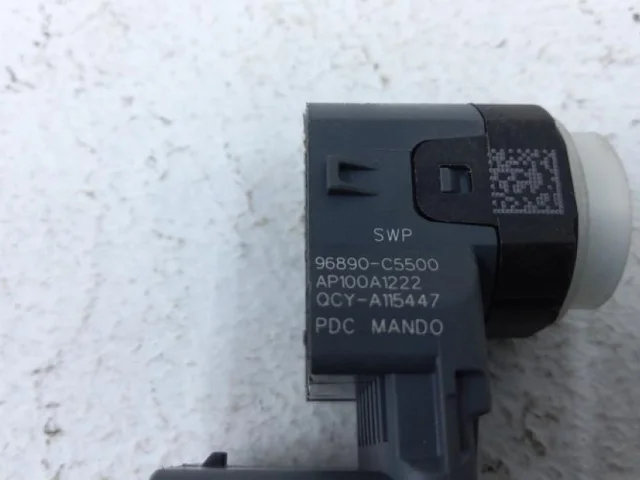 SWP
96890-C5500
AP100A1222
QCY-A115447
PDC MANDO